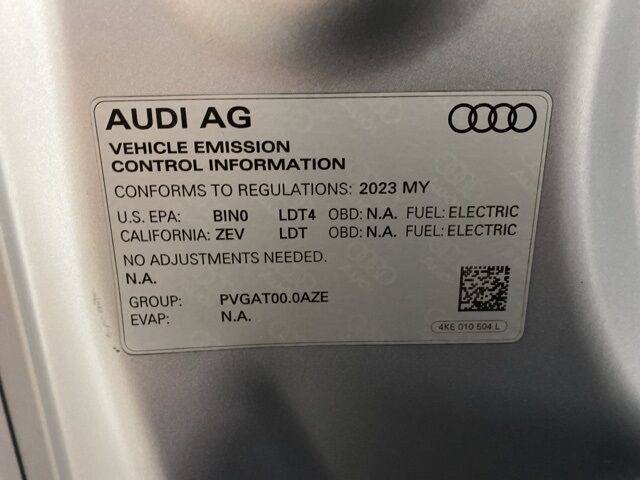 AUDI AG
VEHICLE EMISSION
CONTROL INFORMATION
CONFORMS TO REGULATIONS: 2023 MY
U.S. EPA: BIN0 LDT4 OBD: N.A. FUEL: ELECTRIC
CALIFORNIA: ZEV LDT OBD: N.A. FUEL: ELECTRIC
NO ADJUSTMENTS NEEDED.
N.A.
GROUP: PVGAT00.0AZE
EVAP: N.A.
4KE 010 504 L